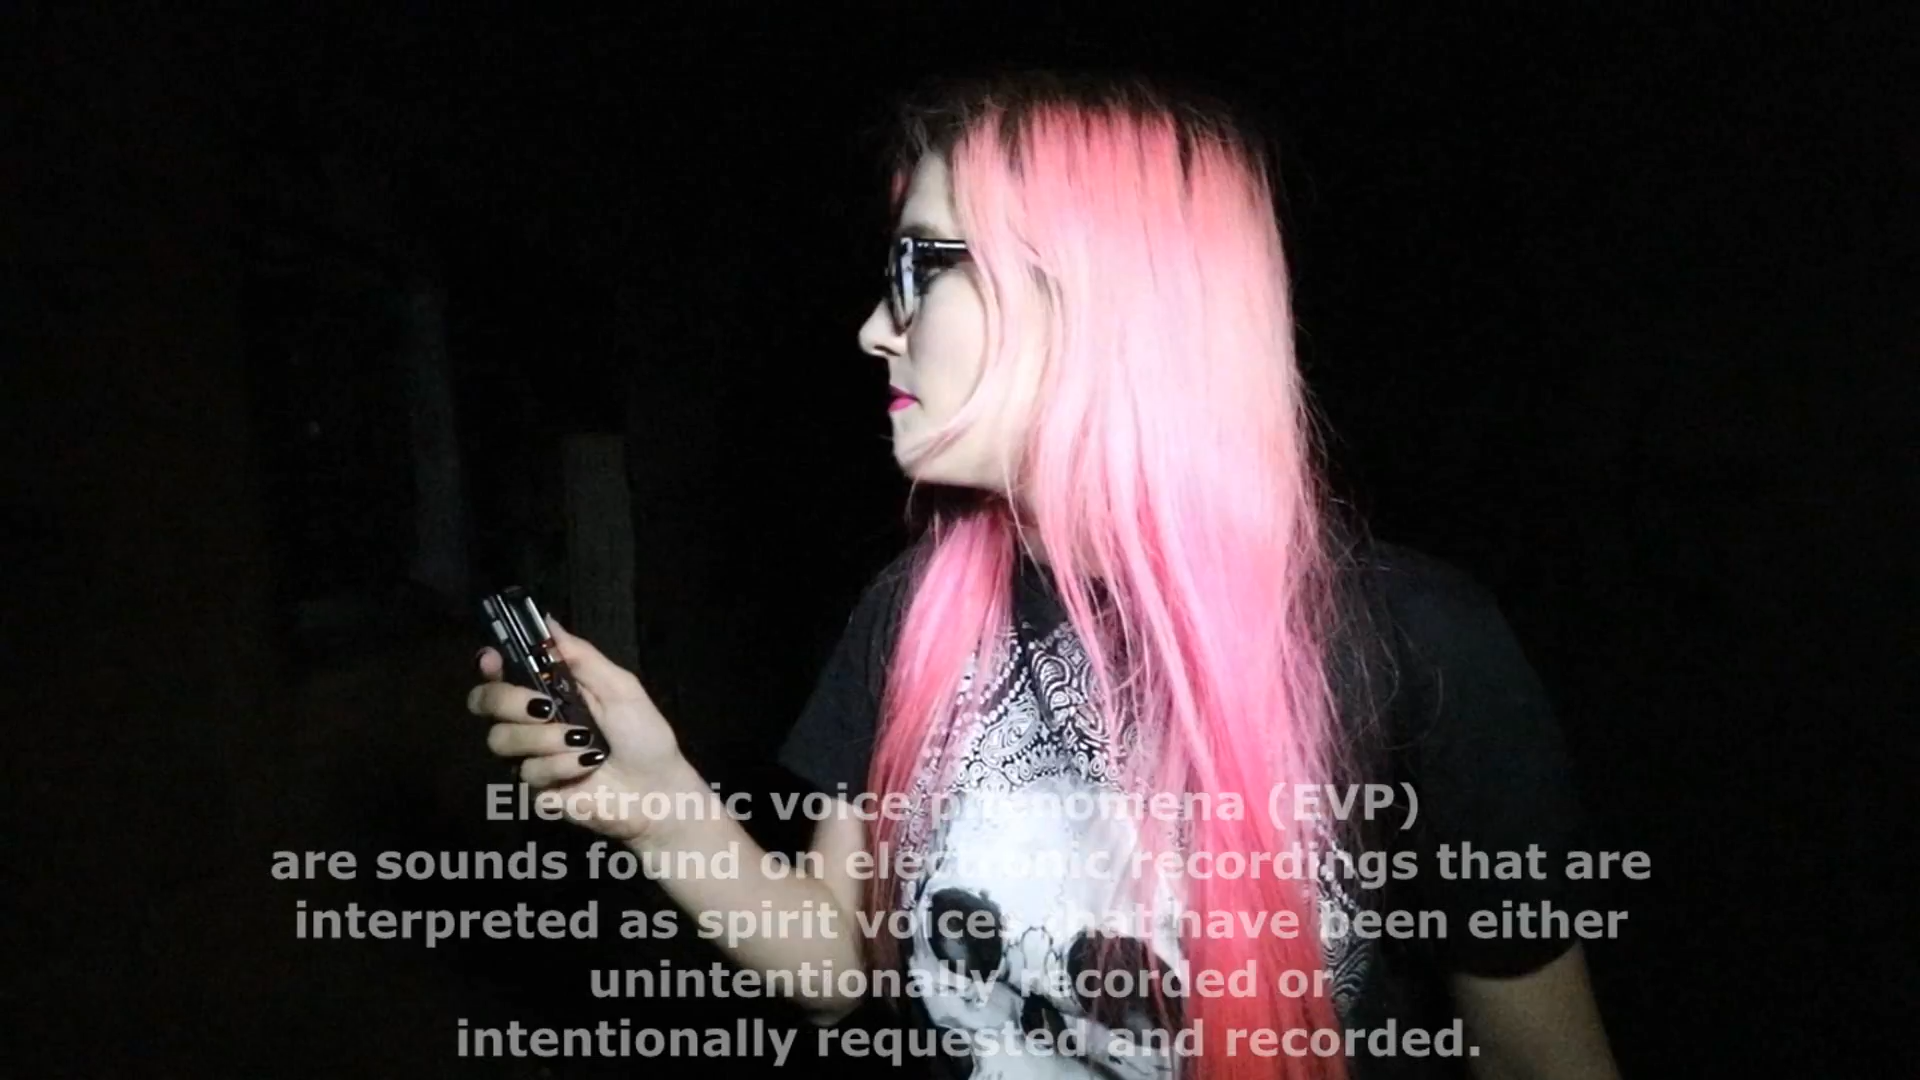 Electronic voice phenomena (EVP)
are sounds found on electronic recordings that are
interpreted as spirit voices that have been either
unintentionally recorded or
intentionally requested and recorded.